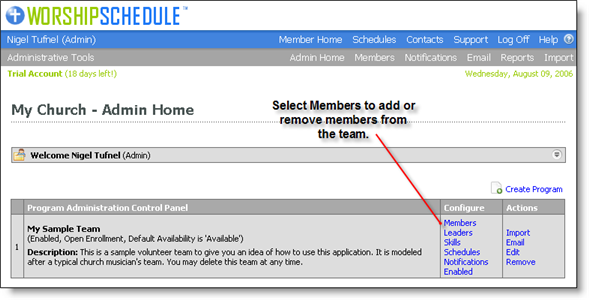 WORSHIPSCHEDULE™
Nigel Tufnel (Admin) Member Home Schedules Contacts Support Log Off Help ?
Administrative Tools Admin Home Members Notifications Email Reports Import
Trial Account (18 days left!) Wednesday, August 09, 2006
My Church - Admin Home
Select Members to add or
remove members from
the team.
Welcome Nigel Tufnel (Admin)
Create Program
Program Administration Control Panel Configure Actions
1
My Sample Team
(Enabled, Open Enrollment, Default Availability is 'Available')
Description: This is a sample volunteer team to give you an idea of how to use this application. It is modeled
after a typical church musician's team. You may delete this team at any time.
Members
Leaders
Skills
Schedules
Notifications
Enabled
Import
Email
Edit
Remove